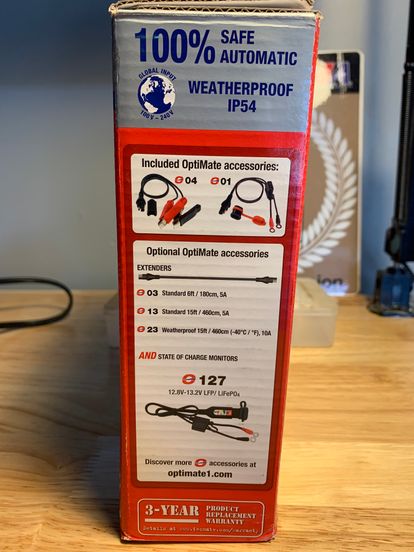 100% SAFE
AUTOMATIC
GLOBAL INPUT
100V - 240V
WEATHERPROOF
IP54
Included OptiMate accessories:
04
01
Optional OptiMate accessories
EXTENDERS
03 Standard 6ft / 180cm, 5A
13 Standard 15ft / 460cm, 5A
23 Weatherproof 15ft / 460cm (-40°C / °F), 10A
AND STATE OF CHARGE MONITORS
127
12.8V-13.2V LFP/ LiFePO₄
Discover more accessories at
optimate1.com
3-YEAR PRODUCT
REPLACEMENT
WARRANTY